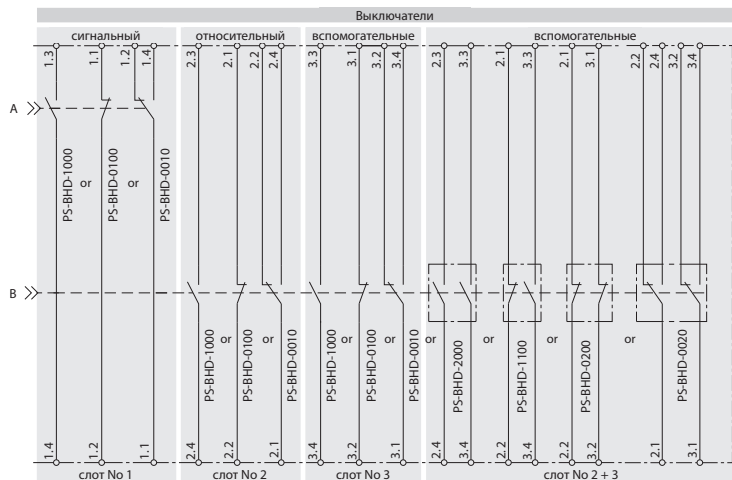 Выключатели
сигнальный
относительный
вспомогательные
вспомогательные
1.3
1.1
1.2
1.4
2.3
2.1
2.2
2.4
3.3
3.1
3.2
3.4
2.3
3.3
2.1
3.3
2.1
3.1
2.2
2.4
3.2
3.4
A
PS-BHD-1000
or
PS-BHD-0100
or
PS-BHD-0010
B
PS-BHD-1000
or
PS-BHD-0100
or
PS-BHD-0010
PS-BHD-1000
or
PS-BHD-0100
or
PS-BHD-0010
or
PS-BHD-2000
or
PS-BHD-1100
or
PS-BHD-0200
or
PS-BHD-0020
1.4
1.2
1.1
2.4
2.2
2.1
3.4
3.2
3.1
2.4
3.4
2.2
3.4
2.2
3.2
2.1
3.1
слот No 1
слот No 2
слот No 3
слот No 2 + 3